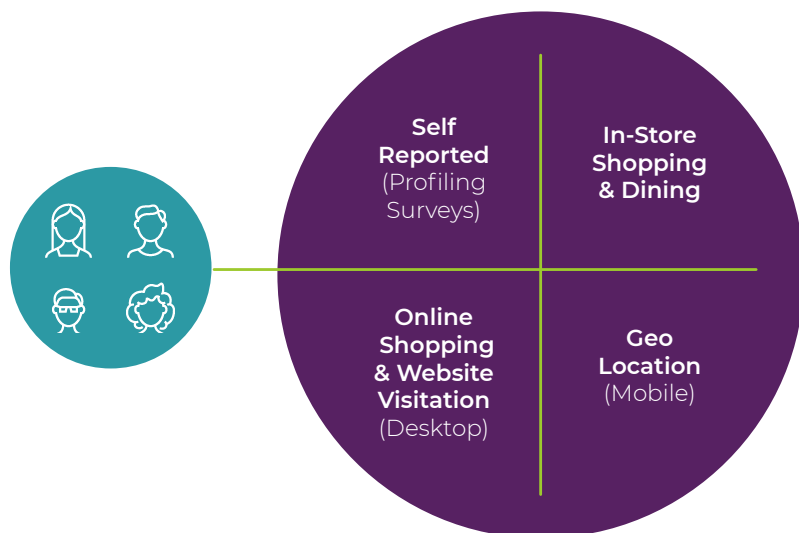 Self
Reported
(Profiling
Surveys)
In-Store
Shopping
& Dining
Online
Shopping
& Website
Visitation
(Desktop)
Geo
Location
(Mobile)